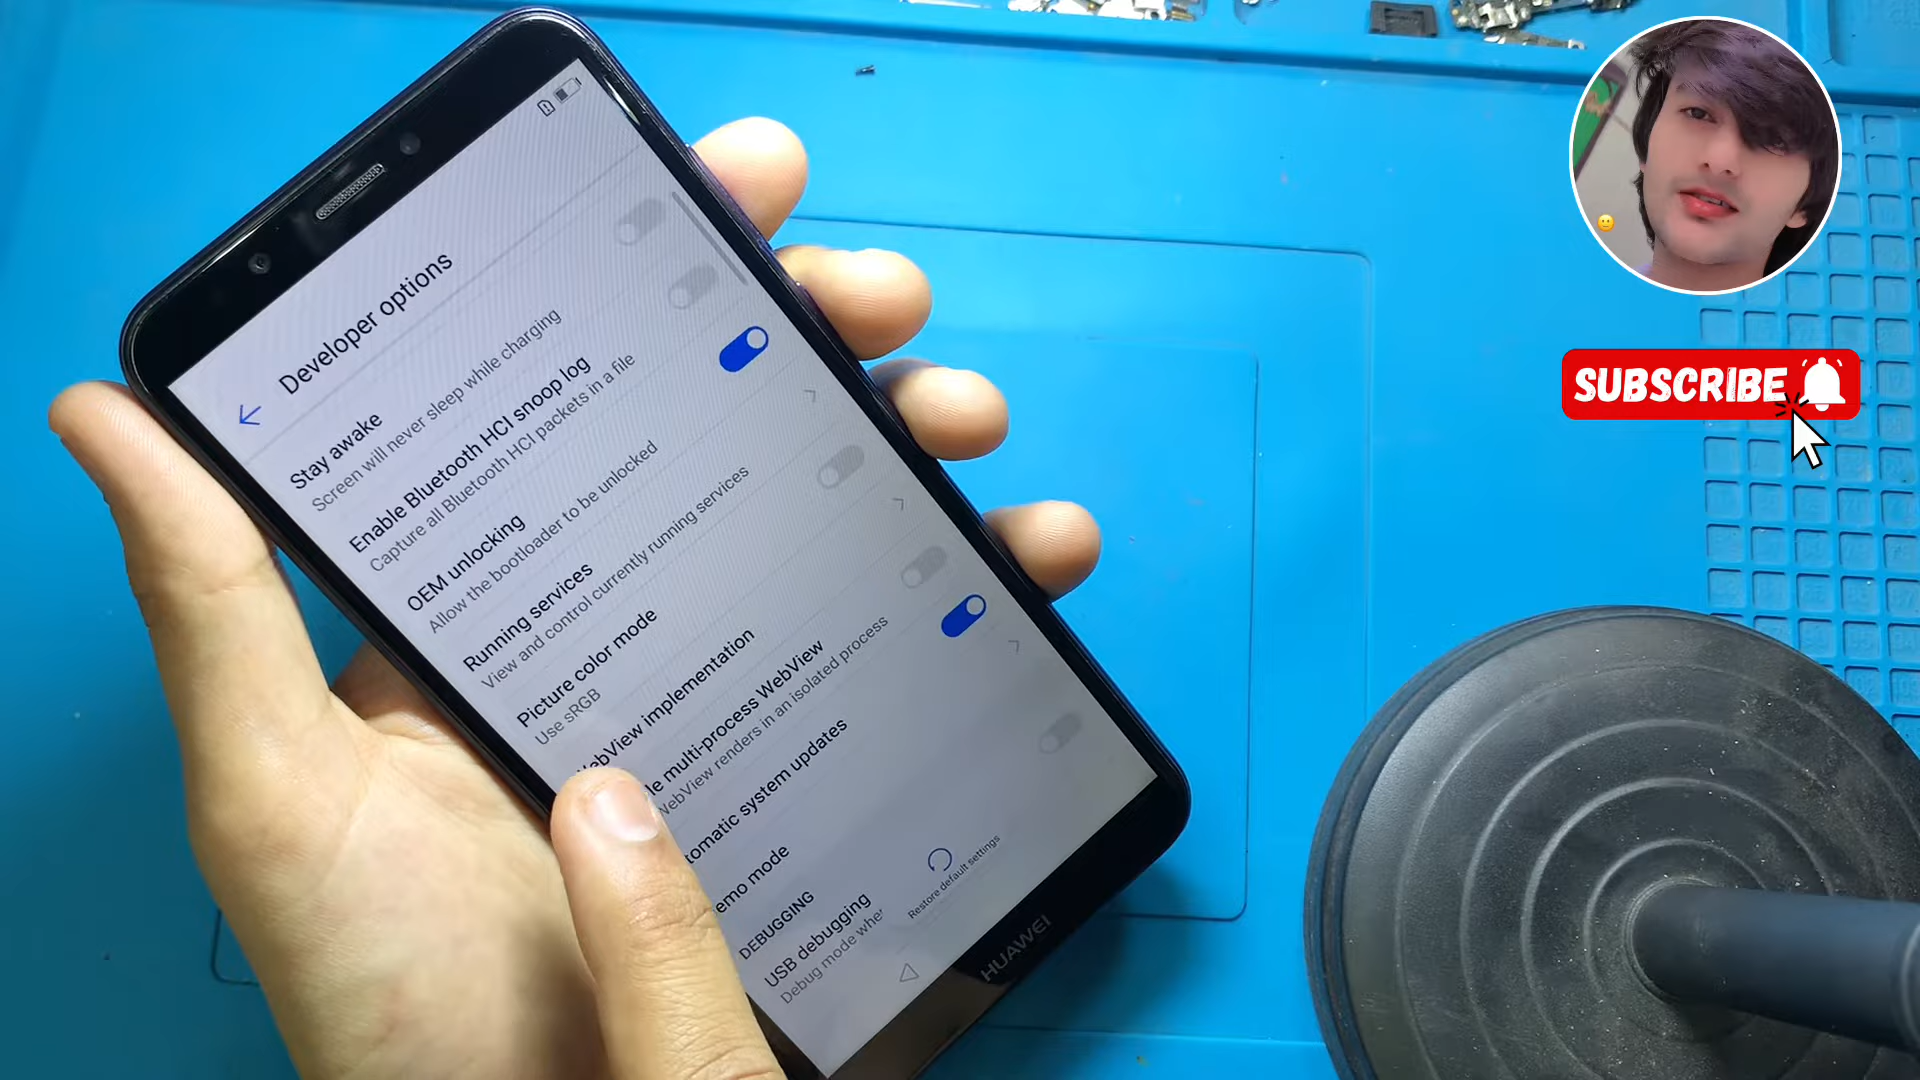 Developer options
Stay awake
Screen will never sleep while charging
Enable Bluetooth HCI snoop log
Capture all Bluetooth HCI packets in a file
OEM unlocking
Allow the bootloader to be unlocked
Running services
View and control currently running services
Picture color mode
Use sRGB
WebView implementation
le multi-process WebView
WebView renders in an isolated process
tomatic system updates
emo mode
DEBUGGING
USB debugging
Debug mode whe
Restore default settings
HUAWEI
SUBSCRIBE